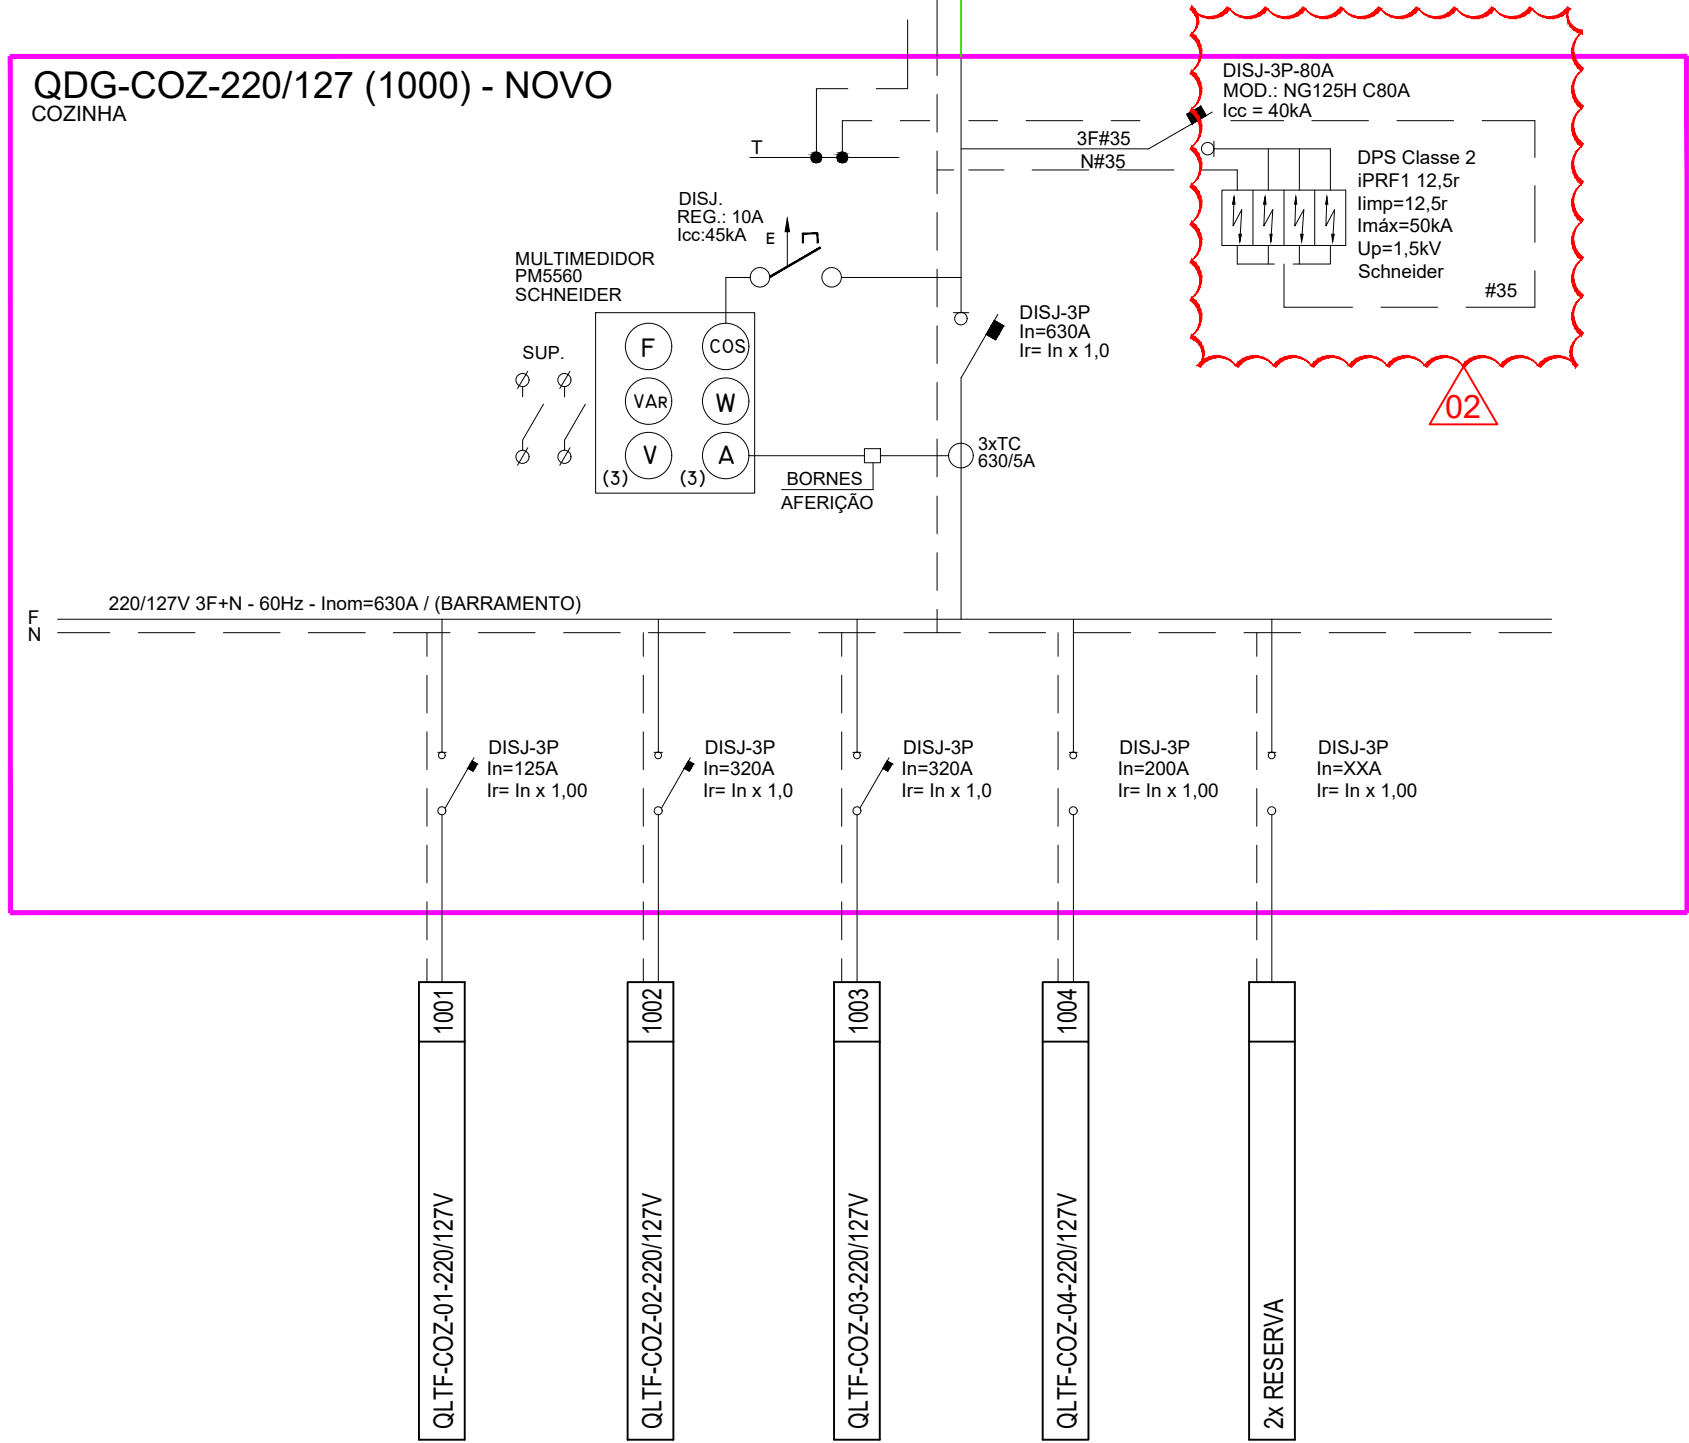 QDG-COZ-220/127 (1000) - NOVO
COZINHA
T
3F#35
N#35
DISJ-3P-80A
MOD.: NG125H C80A
Icc = 40kA
DPS Classe 2
iPRF1 12,5r
Iimp=12,5r
Imáx=50kA
Up=1,5kV
Schneider
#35
02
DISJ.
REG.: 10A
Icc:45kA
E
MULTIMEDIDOR
PM5560
SCHNEIDER
SUP.
F
COS
VAR
W
V
A
(3)
(3)
BORNES
AFERIÇÃO
DISJ-3P
In=630A
Ir= In x 1,0
3xTC
630/5A
220/127V 3F+N - 60Hz - Inom=630A / (BARRAMENTO)
F
N
DISJ-3P
In=125A
Ir= In x 1,00
DISJ-3P
In=320A
Ir= In x 1,0
DISJ-3P
In=320A
Ir= In x 1,0
DISJ-3P
In=200A
Ir= In x 1,00
DISJ-3P
In=XXA
Ir= In x 1,00
1001
QLTF-COZ-01-220/127V
1002
QLTF-COZ-02-220/127V
1003
QLTF-COZ-03-220/127V
1004
QLTF-COZ-04-220/127V
2x RESERVA